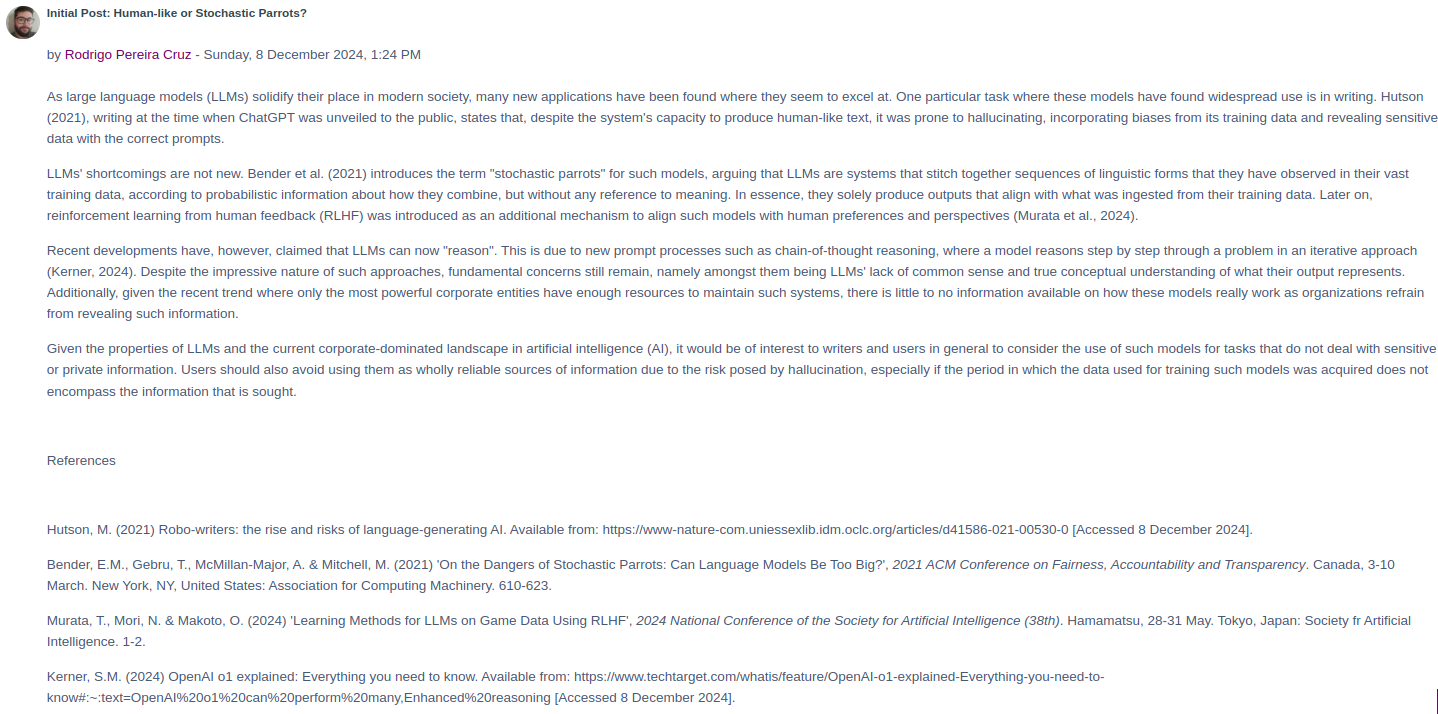 Initial Post: Human-like or Stochastic Parrots?
by Rodrigo Pereira Cruz - Sunday, 8 December 2024, 1:24 PM
As large language models (LLMs) solidify their place in modern society, many new applications have been found where they seem to excel at. One particular task where these models have found widespread use is in writing. Hutson
(2021), writing at the time when ChatGPT was unveiled to the public, states that, despite the system's capacity to produce human-like text, it was prone to hallucinating, incorporating biases from its training data and revealing sensitive
data with the correct prompts.
LLMs' shortcomings are not new. Bender et al. (2021) introduces the term "stochastic parrots" for such models, arguing that LLMs are systems that stitch together sequences of linguistic forms that they have observed in their vast
training data, according to probabilistic information about how they combine, but without any reference to meaning. In essence, they solely produce outputs that align with what was ingested from their training data. Later on,
reinforcement learning from human feedback (RLHF) was introduced as an additional mechanism to align such models with human preferences and perspectives (Murata et al., 2024).
Recent developments have, however, claimed that LLMs can now "reason". This is due to new prompt processes such as chain-of-thought reasoning, where a model reasons step by step through a problem in an iterative approach
(Kerner, 2024). Despite the impressive nature of such approaches, fundamental concerns still remain, namely amongst them being LLMs' lack of common sense and true conceptual understanding of what their output represents.
Additionally, given the recent trend where only the most powerful corporate entities have enough resources to maintain such systems, there is little to no information available on how these models really work as organizations refrain
from revealing such information.
Given the properties of LLMs and the current corporate-dominated landscape in artificial intelligence (AI), it would be of interest to writers and users in general to consider the use of such models for tasks that do not deal with sensitive
or private information. Users should also avoid using them as wholly reliable sources of information due to the risk posed by hallucination, especially if the period in which the data used for training such models was acquired does not
encompass the information that is sought.
References
Hutson, M. (2021) Robo-writers: the rise and risks of language-generating AI. Available from: https://www-nature-com.uniessexlib.idm.oclc.org/articles/d41586-021-00530-0 [Accessed 8 December 2024].
Bender, E.M., Gebru, T., McMillan-Major, A. & Mitchell, M. (2021) 'On the Dangers of Stochastic Parrots: Can Language Models Be Too Big?', 2021 ACM Conference on Fairness, Accountability and Transparency. Canada, 3-10
March. New York, NY, United States: Association for Computing Machinery. 610-623.
Murata, T., Mori, N. & Makoto, O. (2024) 'Learning Methods for LLMs on Game Data Using RLHF', 2024 National Conference of the Society for Artificial Intelligence (38th). Hamamatsu, 28-31 May. Tokyo, Japan: Society fr Artificial
Intelligence. 1-2.
Kerner, S.M. (2024) OpenAI o1 explained: Everything you need to know. Available from: https://www.techtarget.com/whatis/feature/OpenAI-o1-explained-Everything-you-need-to-
know#:~:text=OpenAI%20o1%20can%20perform%20many,Enhanced%20reasoning [Accessed 8 December 2024].